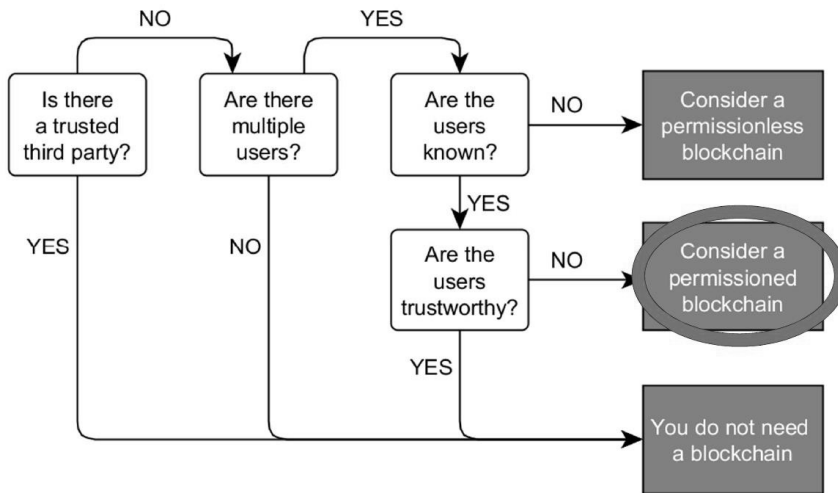 NO
YES
Is there
a trusted
third party?
Are there
multiple
users?
Are the
users
known?
NO
Consider a
permissionless
blockchain
YES
YES
NO
Are the
users
trustworthy?
NO
Consider a
permissioned
blockchain
YES
You do not need
a blockchain